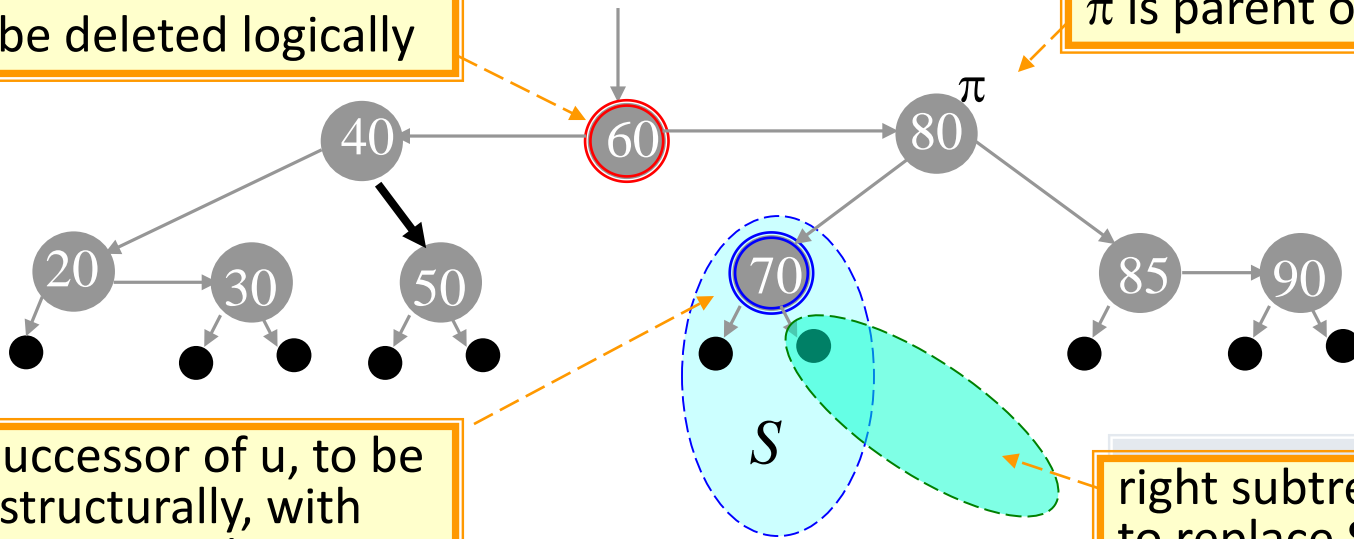 be deleted logically
π is parent o
π
40
60
80
20
30
50
70
85
90
S
uccessor of u, to be
structurally, with
right subtre
to replace S